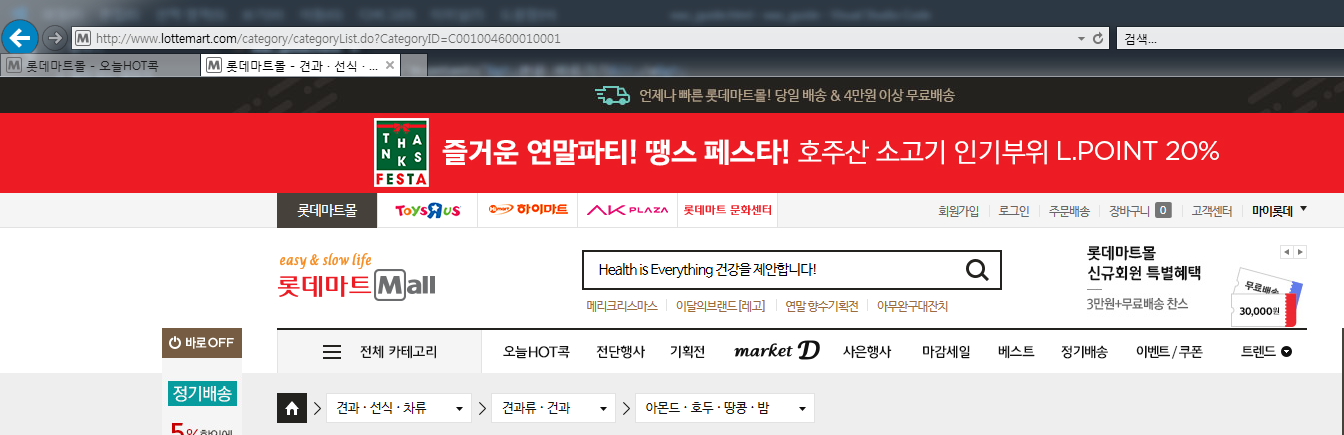 http://www.lottemart.com/category/categoryList.do?CategoryID=C001004600010001
검색...
롯데마트몰 - 오늘HOT콕
롯데마트몰 - 견과 · 선식 · ...
언제나 빠른 롯데마트몰! 당일 배송 & 4만원 이상 무료배송
THANKS FESTA
즐거운 연말파티! 땡스 페스타! 호주산 소고기 인기부위 L.POINT 20%
롯데마트몰 ToysRus 하이마트 AK PLAZA 롯데마트 문화센터
회원가입 로그인 주문배송 장바구니 0 고객센터 마이롯데
easy & slow life
롯데마트 Mall
Health is Everything 건강을 제안합니다!
메리크리스마스 이달의브랜드[레고] 연말 향수기획전 아무완구대잔치
롯데마트몰
신규회원 특별혜택
3만원+무료배송 찬스
무료배송
30,000원
바로OFF
전체 카테고리 오늘HOT콕 전단행사 기획전 market D 사은행사 마감세일 베스트 정기배송 이벤트/쿠폰 트렌드
정기배송
5%
견과 · 선식 · 차류 견과류 · 건과 아몬드 · 호두 · 땅콩 · 밤